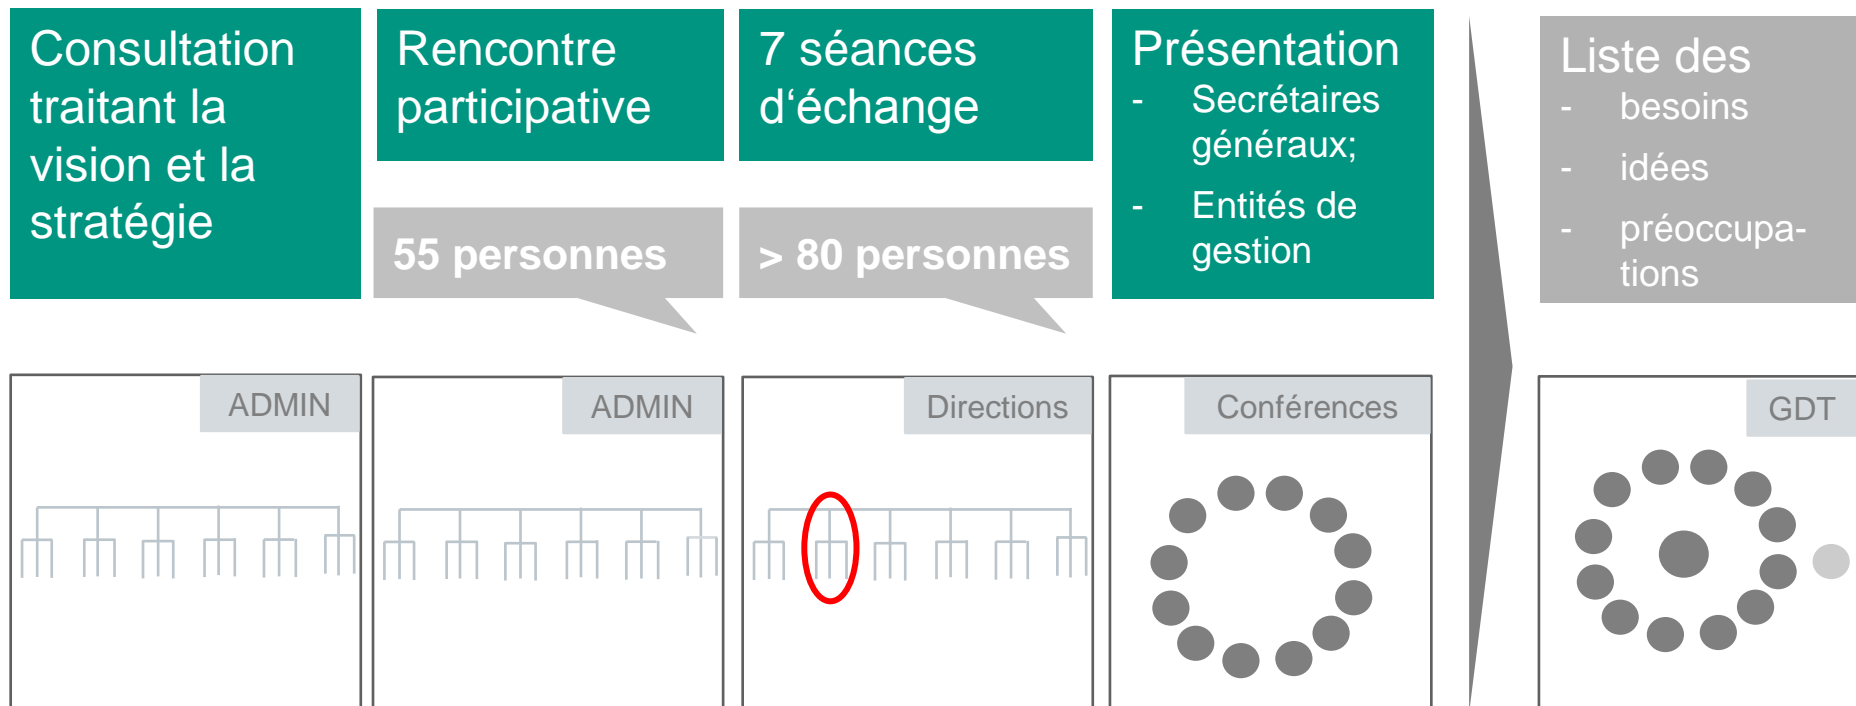 Consultation
traitant la
vision et la
stratégie
Rencontre
participative
55 personnes
7 séances
d‘échange
> 80 personnes
Présentation
- Secrétaires
généraux;
- Entités de
gestion
Liste des
- besoins
- idées
- préoccupa-
tions
ADMIN
ADMIN
Directions
Conférences
GDT